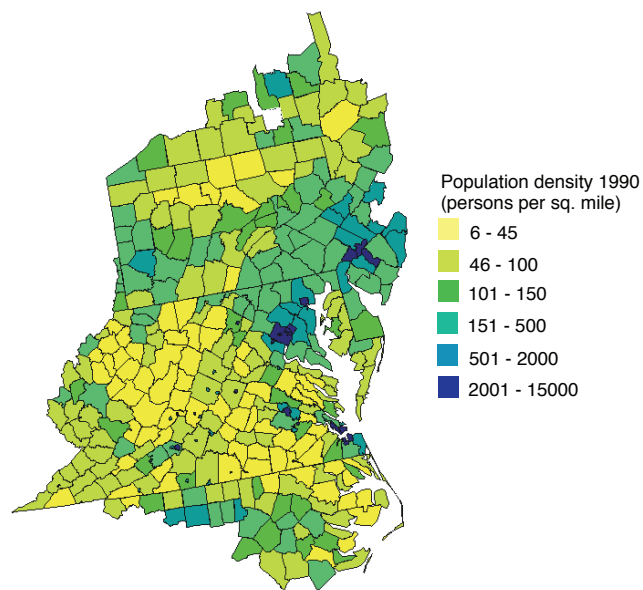 Population density 1990
(persons per sq. mile)
6 - 45
46 - 100
101 - 150
151 - 500
501 - 2000
2001 - 15000